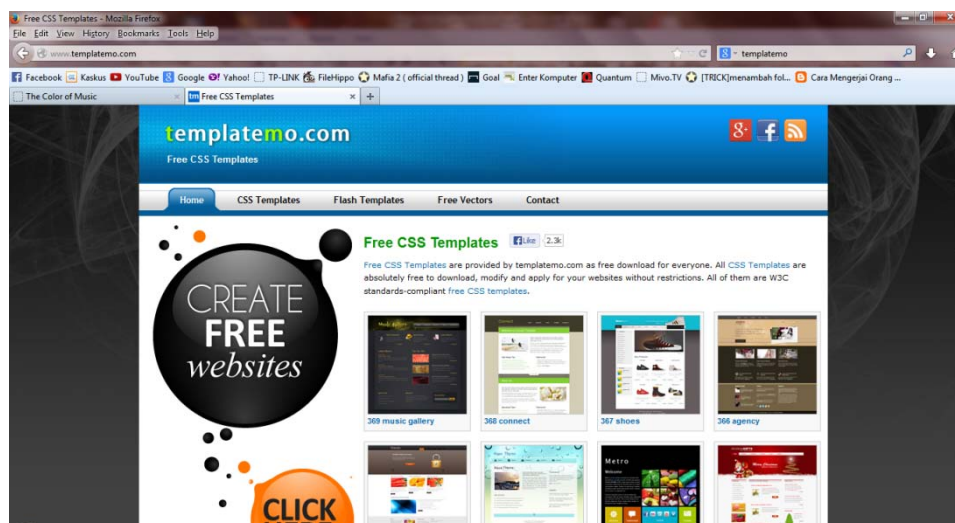 Free CSS Templates - Mozilla Firefox
File Edit View History Bookmarks Tools Help
www.templatemo.com
templatemo
Facebook Kaskus YouTube Google Yahoo! TP-LINK FileHippo Mafia 2 ( official thread ) Goal Enter Komputer Quantum Mivo.TV [TRICK]menambah fol... Cara Mengerjai Orang ...
The Color of Music
Free CSS Templates
templatemo.com
Free CSS Templates
Home CSS Templates Flash Templates Free Vectors Contact
CREATE
FREE
websites
Free CSS Templates Like 2.3k
Free CSS Templates are provided by templatemo.com as free download for everyone. All CSS Templates are
absolutely free to download, modify and apply for your websites without restrictions. All of them are W3C
standards-compliant free CSS templates.
369 music gallery
368 connect
367 shoes
366 agency
Metro
CLICK